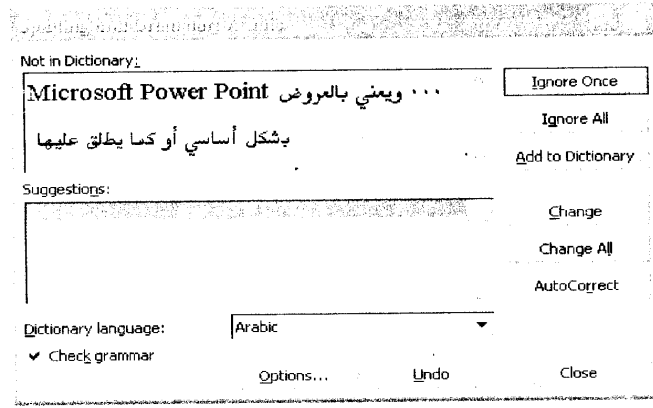 Not in Dictionary:
Microsoft Power Point ويعني بالعروض ...
بشكل أساسي أو كما يطلق عليها
Ignore Once
Ignore All
Add to Dictionary
Suggestions:
Change
Change All
AutoCorrect
Dictionary language:
Arabic
Check grammar
Options...
Undo
Close